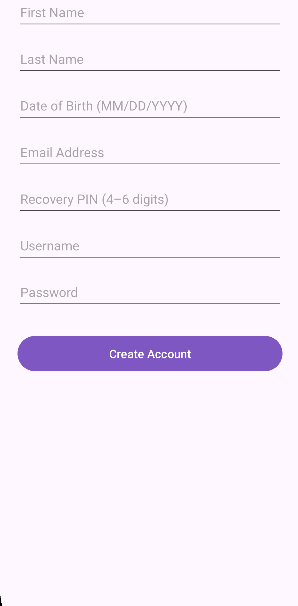 First Name
Last Name
Date of Birth (MM/DD/YYYY)
Email Address
Recovery PIN (4–6 digits)
Username
Password
Create Account